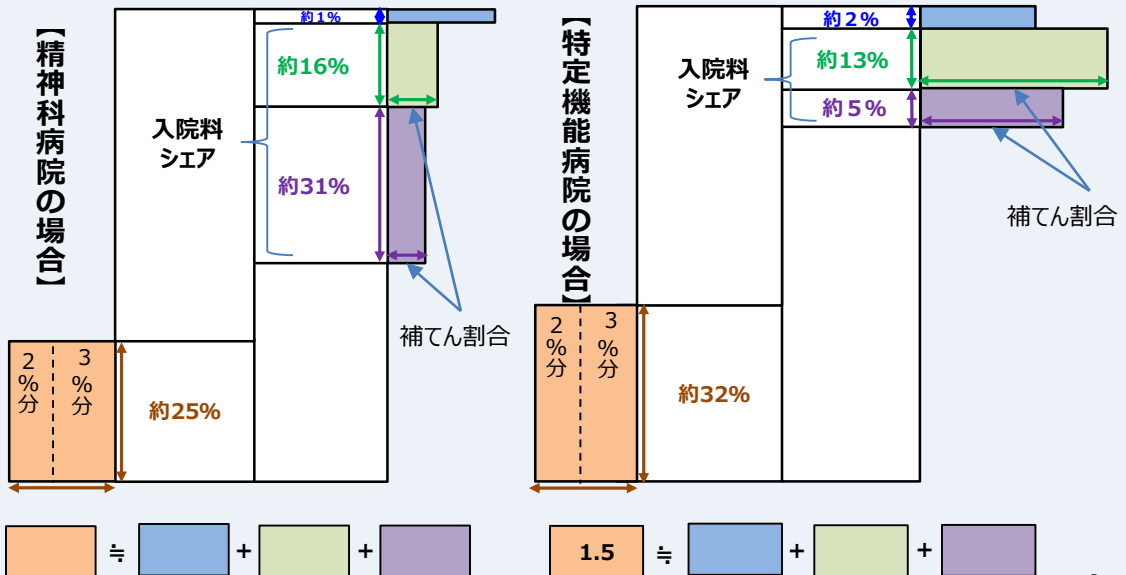 【精神科病院の場合】
約1%
約16%
入院料
シェア
約31%
補てん割合
2%分
3%分
約25%
≒
+
+
【特定機能病院の場合】
約2%
入院料
シェア
約13%
約5%
補てん割合
2%分
3%分
約32%
1.5
≒
+
+